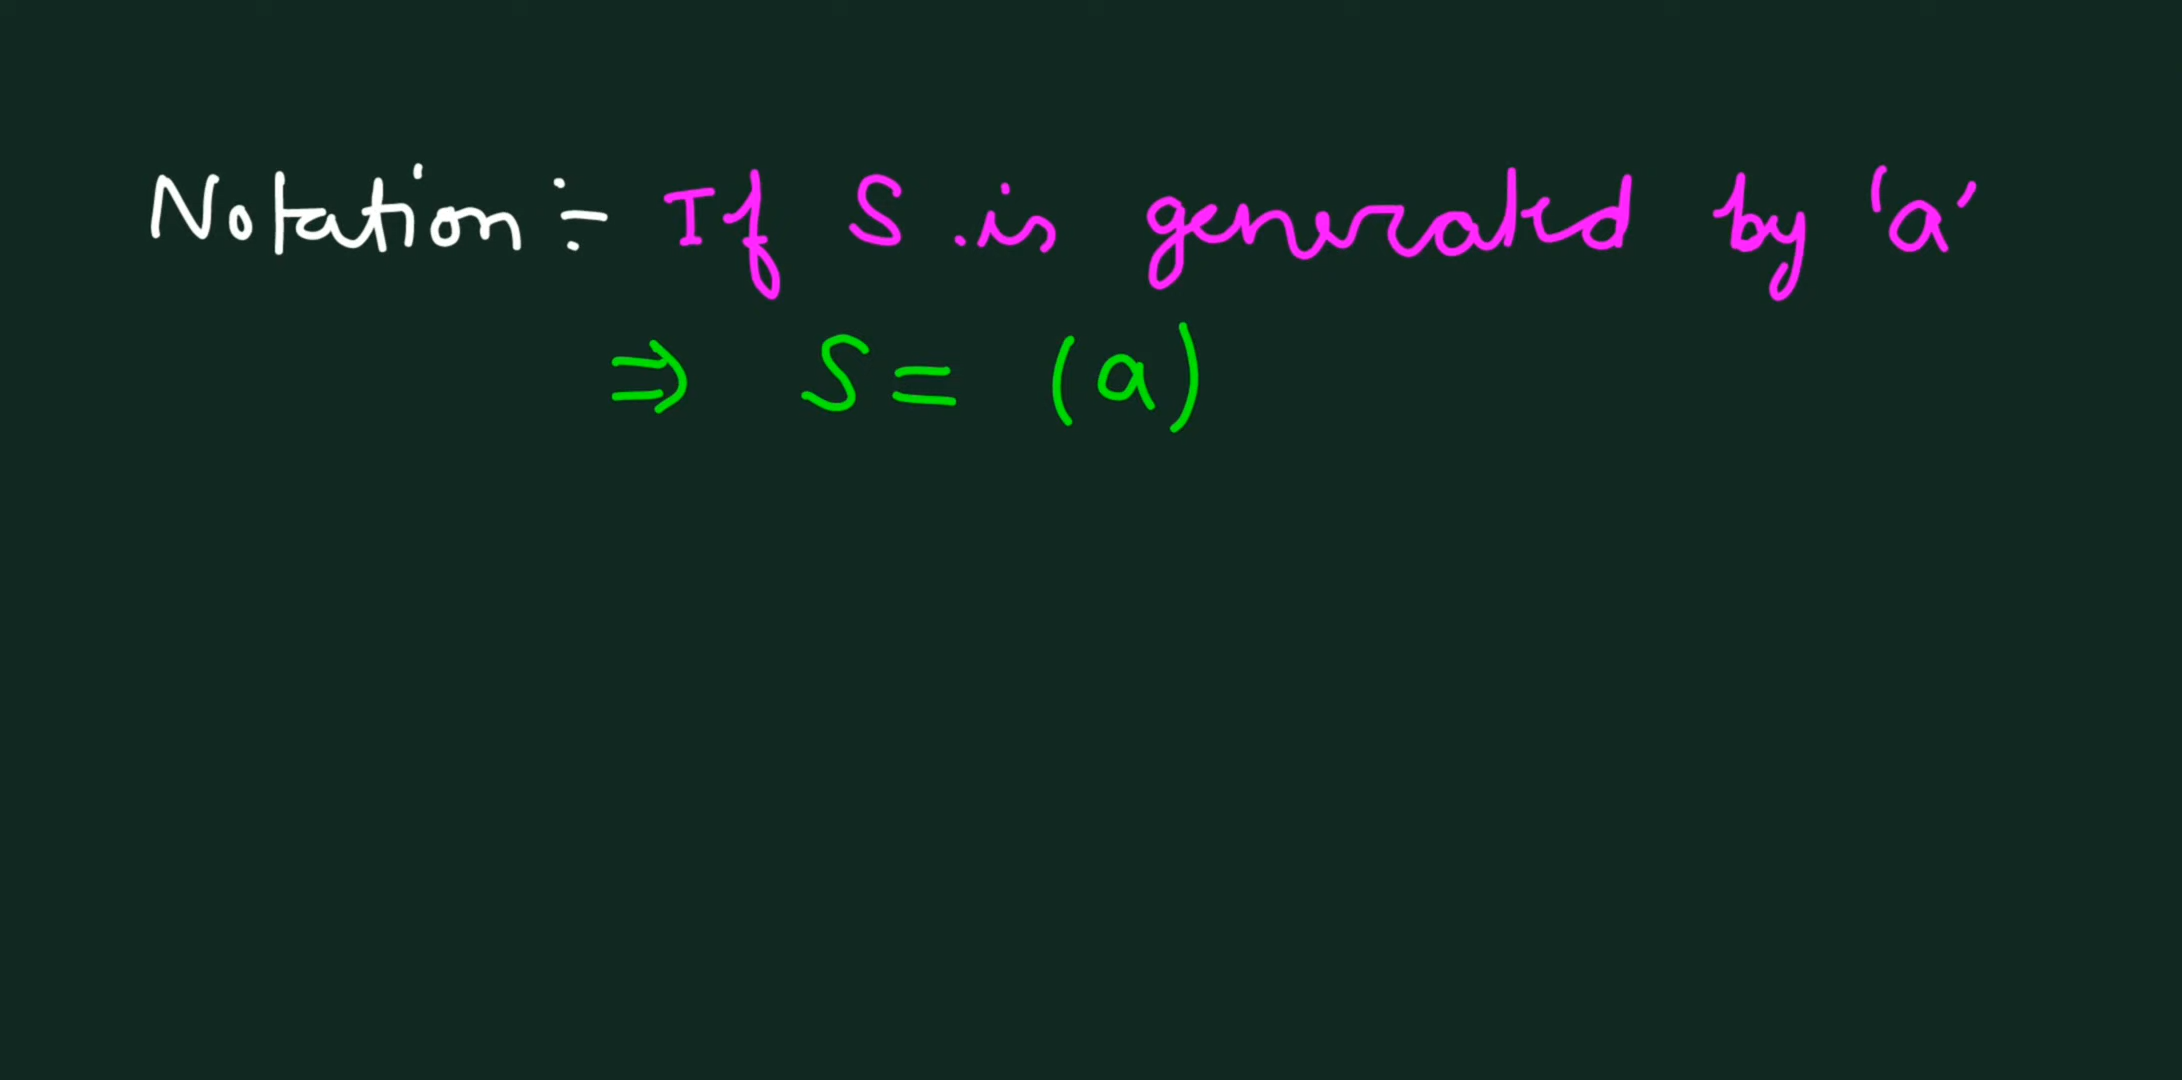 Notation :- If S is generated by 'a'
⇒ S = (a)